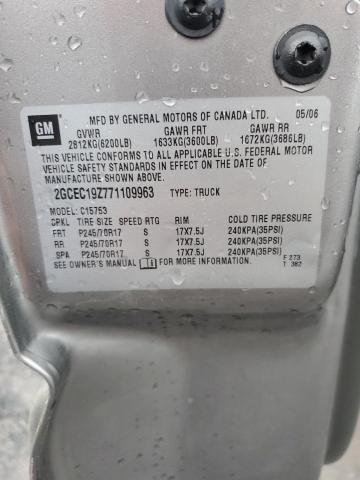 GM
MFD BY GENERAL MOTORS OF CANADA LTD. 05/06
GVWR GAWR FRT GAWR RR
2812KG(6200LB) 1633KG(3600LB) 1672KG(3686LB)
THIS VEHICLE CONFORMS TO ALL APPLICABLE U.S. FEDERAL MOTOR
VEHICLE SAFETY STANDARDS IN EFFECT ON THE DATE OF
MANUFACTURE SHOWN ABOVE.
2GCEC19Z771109963 TYPE: TRUCK
MODEL: C15753
GPKL TIRE SIZE SPEED RTG RIM COLD TIRE PRESSURE
FRT P245/70R17 S 17X7.5J 240KPA(35PSI)
RR P245/70R17 S 17X7.5J 240KPA(35PSI)
SPA P245/70R17 S 17X7.5J 240KPA(35PSI)
SEE OWNER'S MANUAL FOR MORE INFORMATION. F 273
T 382